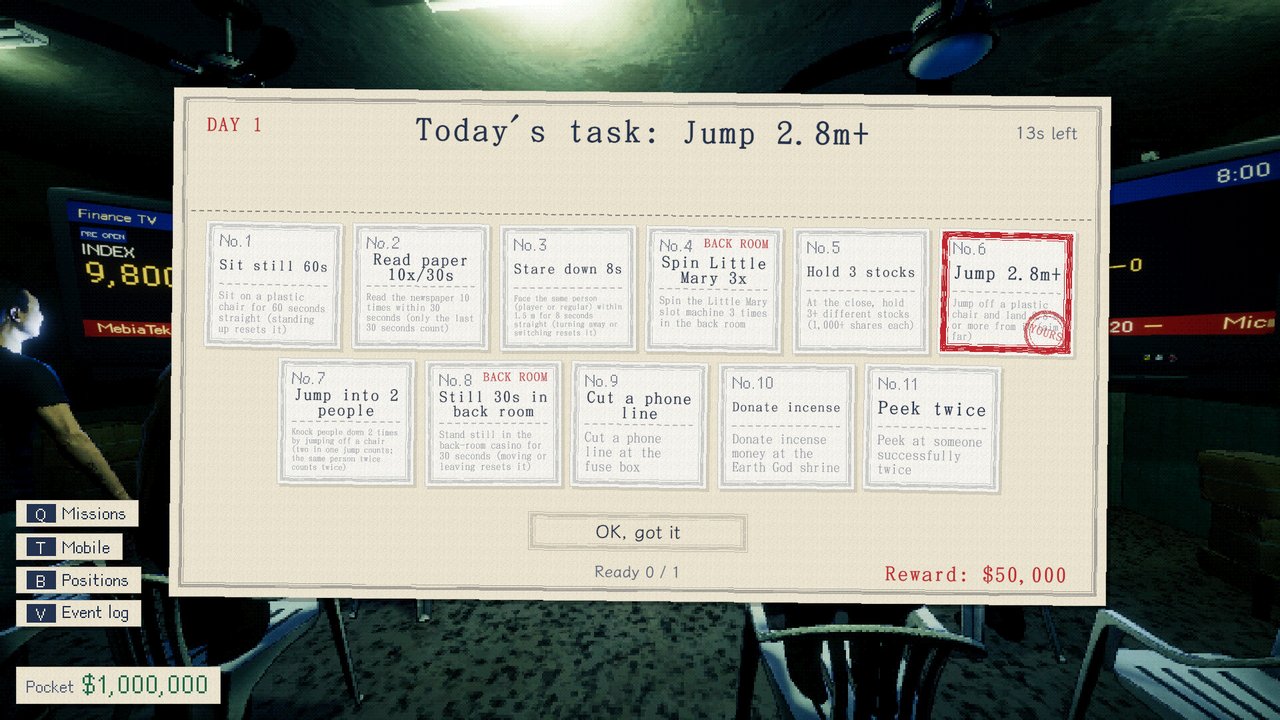 DAY 1
Today's task: Jump 2.8m+
13s left
8:00
Finance TV
PRE OPEN
INDEX
9,800
MebiaTek
No.1
Sit still 60s
Sit on a plastic
chair for 60 seconds
straight (standing
up resets it)
No.2
Read paper
10x/30s
Read the newspaper 10
times within 30
seconds (only the last
30 seconds count)
No.3
Stare down 8s
Face the same person
(player or regular) within
1.5 m for 8 seconds
straight (turning away or
switching resets it)
No.4 BACK ROOM
Spin Little
Mary 3x
Spin the Little Mary
slot machine 3 times
in the back room
No.5
Hold 3 stocks
At the close, hold
3+ different stocks
(1,000+ shares each)
No.6
Jump 2.8m+
Jump off a plastic
chair and land
or more from
far)
YOURS
—0
20 —
No.7
Jump into 2
people
Knock people down 2 times
by jumping off a chair
(two in one jump counts;
the same person twice
counts twice)
No.8 BACK ROOM
Still 30s in
back room
Stand still in the
back-room casino for
30 seconds (moving or
leaving resets it)
No.9
Cut a phone
line
Cut a phone
line at the
fuse box
No.10
Donate incense
Donate incense
money at the
Earth God shrine
No.11
Peek twice
Peek at someone
successfully
twice
OK, got it
Ready 0 / 1
Reward: $50,000
Q Missions
T Mobile
B Positions
V Event log
Pocket $1,000,000